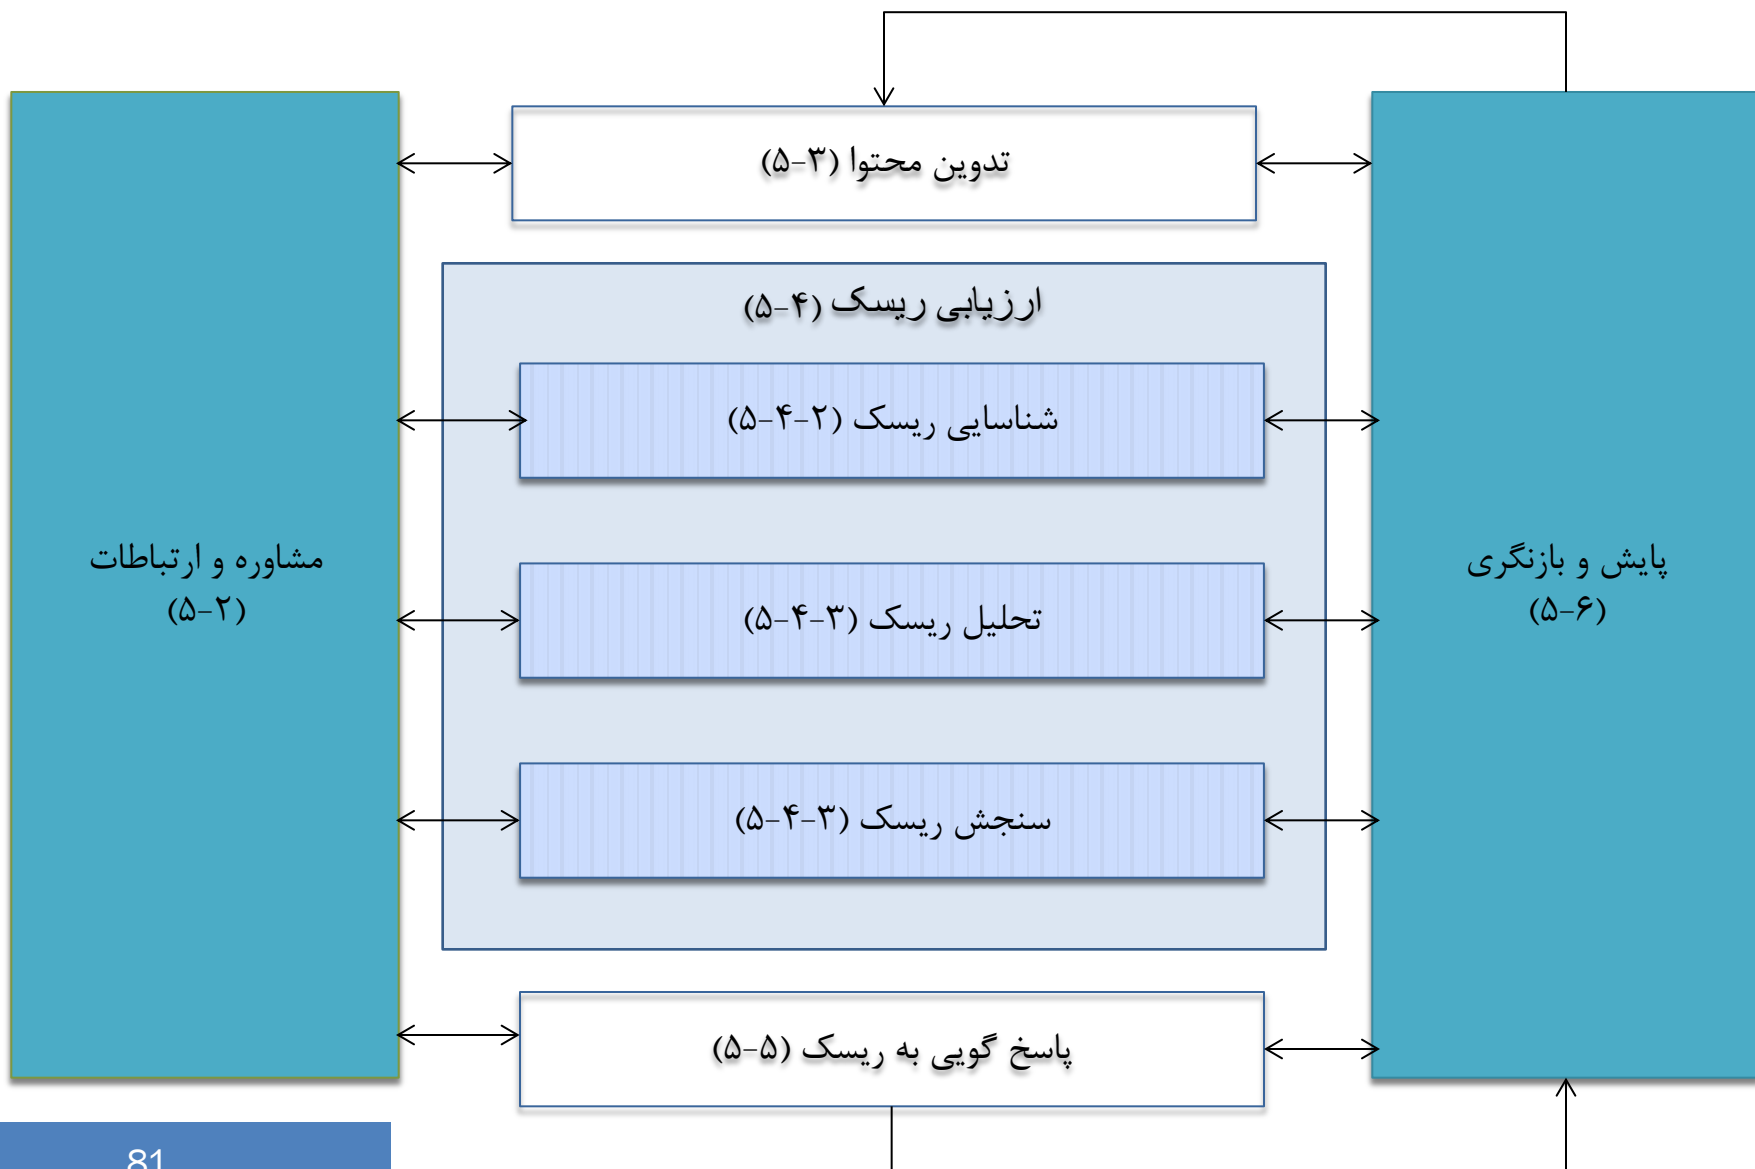 تدوین محتوا (۵-۳)
ارزیابی ریسک (۵-۴)
شناسایی ریسک (۵-۴-۲)
تحلیل ریسک (۵-۴-۳)
سنجش ریسک (۵-۴-۳)
پاسخ گویی به ریسک (۵-۵)
پایش و بازنگری
(۵-۶)
مشاوره و ارتباطات
(۵-۲)
81